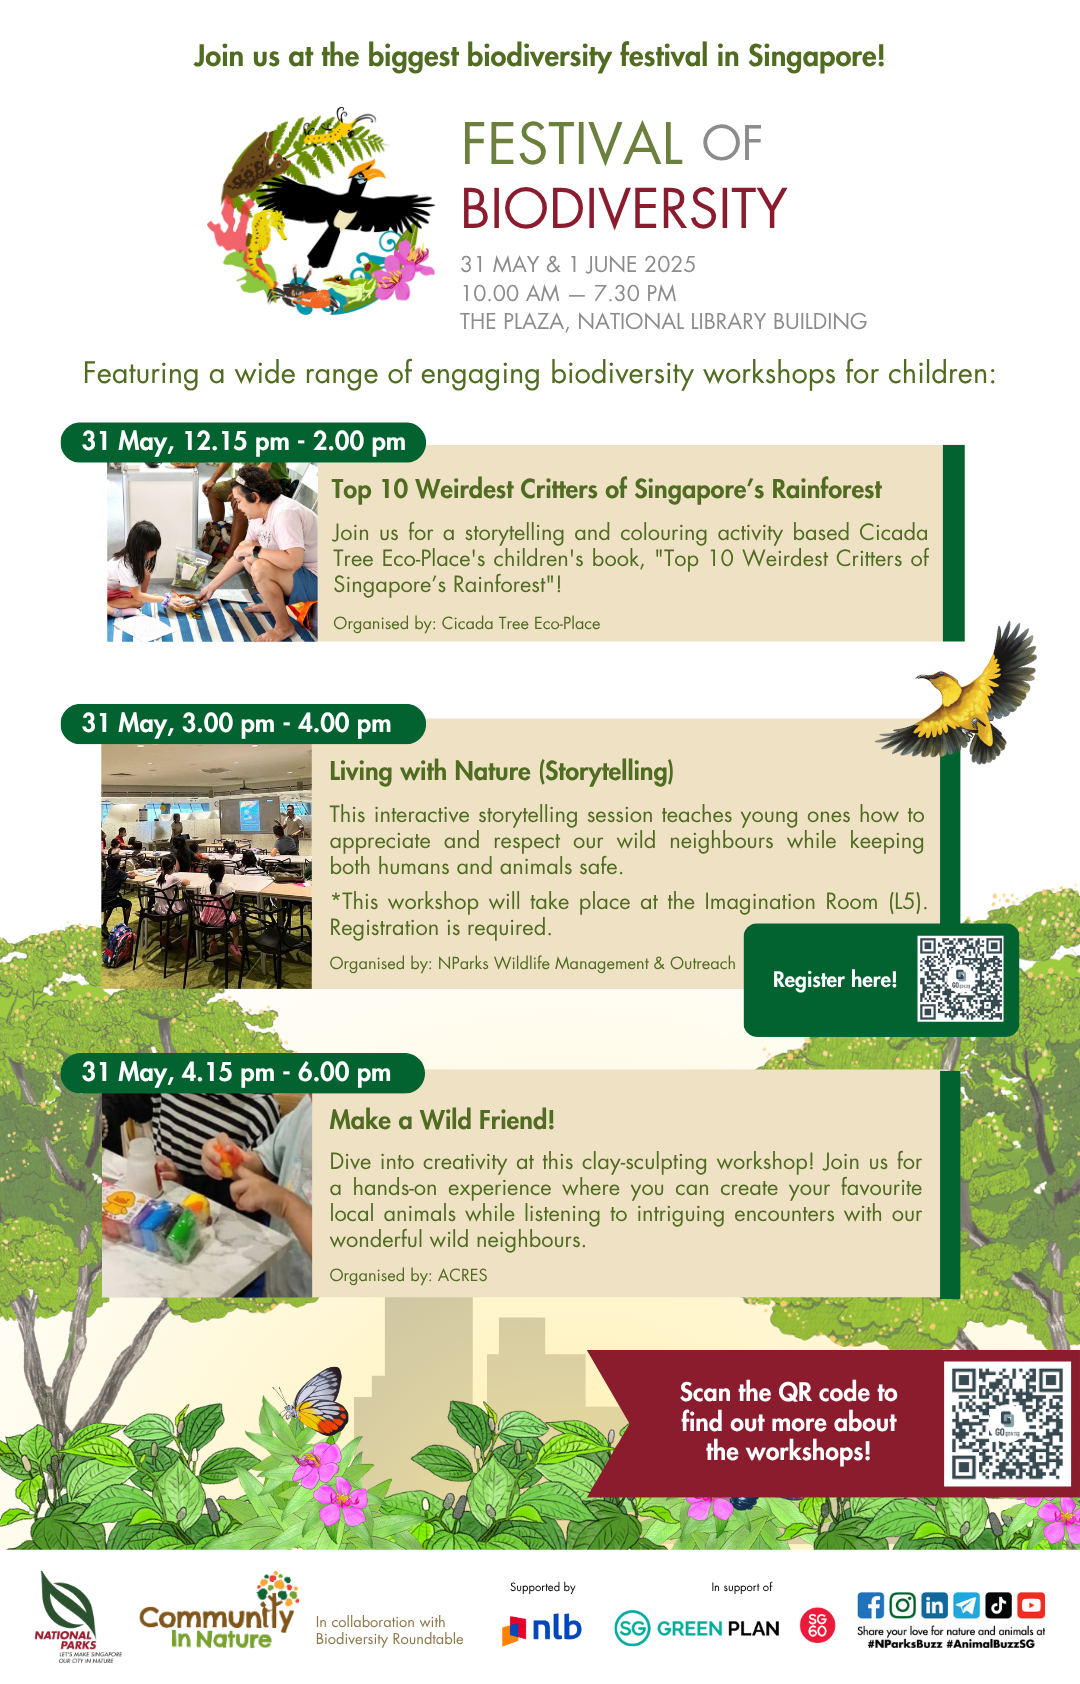 Join us at the biggest biodiversity festival in Singapore!
FESTIVAL OF
BIODIVERSITY
31 MAY & 1 JUNE 2025
10.00 AM — 7.30 PM
THE PLAZA, NATIONAL LIBRARY BUILDING
Featuring a wide range of engaging biodiversity workshops for children:
31 May, 12.15 pm - 2.00 pm
Top 10 Weirdest Critters of Singapore's Rainforest
Join us for a storytelling and colouring activity based Cicada
Tree Eco-Place's children's book, "Top 10 Weirdest Critters of
Singapore's Rainforest"!
Organised by: Cicada Tree Eco-Place
31 May, 3.00 pm - 4.00 pm
Living with Nature (Storytelling)
This interactive storytelling session teaches young ones how to
appreciate and respect our wild neighbours while keeping
both humans and animals safe.
*This workshop will take place at the Imagination Room (L5).
Registration is required.
Organised by: NParks Wildlife Management & Outreach
Register here!
GOgov.sg
31 May, 4.15 pm - 6.00 pm
Make a Wild Friend!
Dive into creativity at this clay-sculpting workshop! Join us for
a hands-on experience where you can create your favourite
local animals while listening to intriguing encounters with our
wonderful wild neighbours.
Organised by: ACRES
Scan the QR code to
find out more about
the workshops!
GOgov.sg
NATIONAL
PARKS
LET'S MAKE SINGAPORE
OUR CITY IN NATURE
Community
In Nature
In collaboration with
Biodiversity Roundtable
Supported by
nlb
In support of
SG GREEN PLAN
SG
60
Share your love for nature and animals at
#NParksBuzz #AnimalBuzzSG